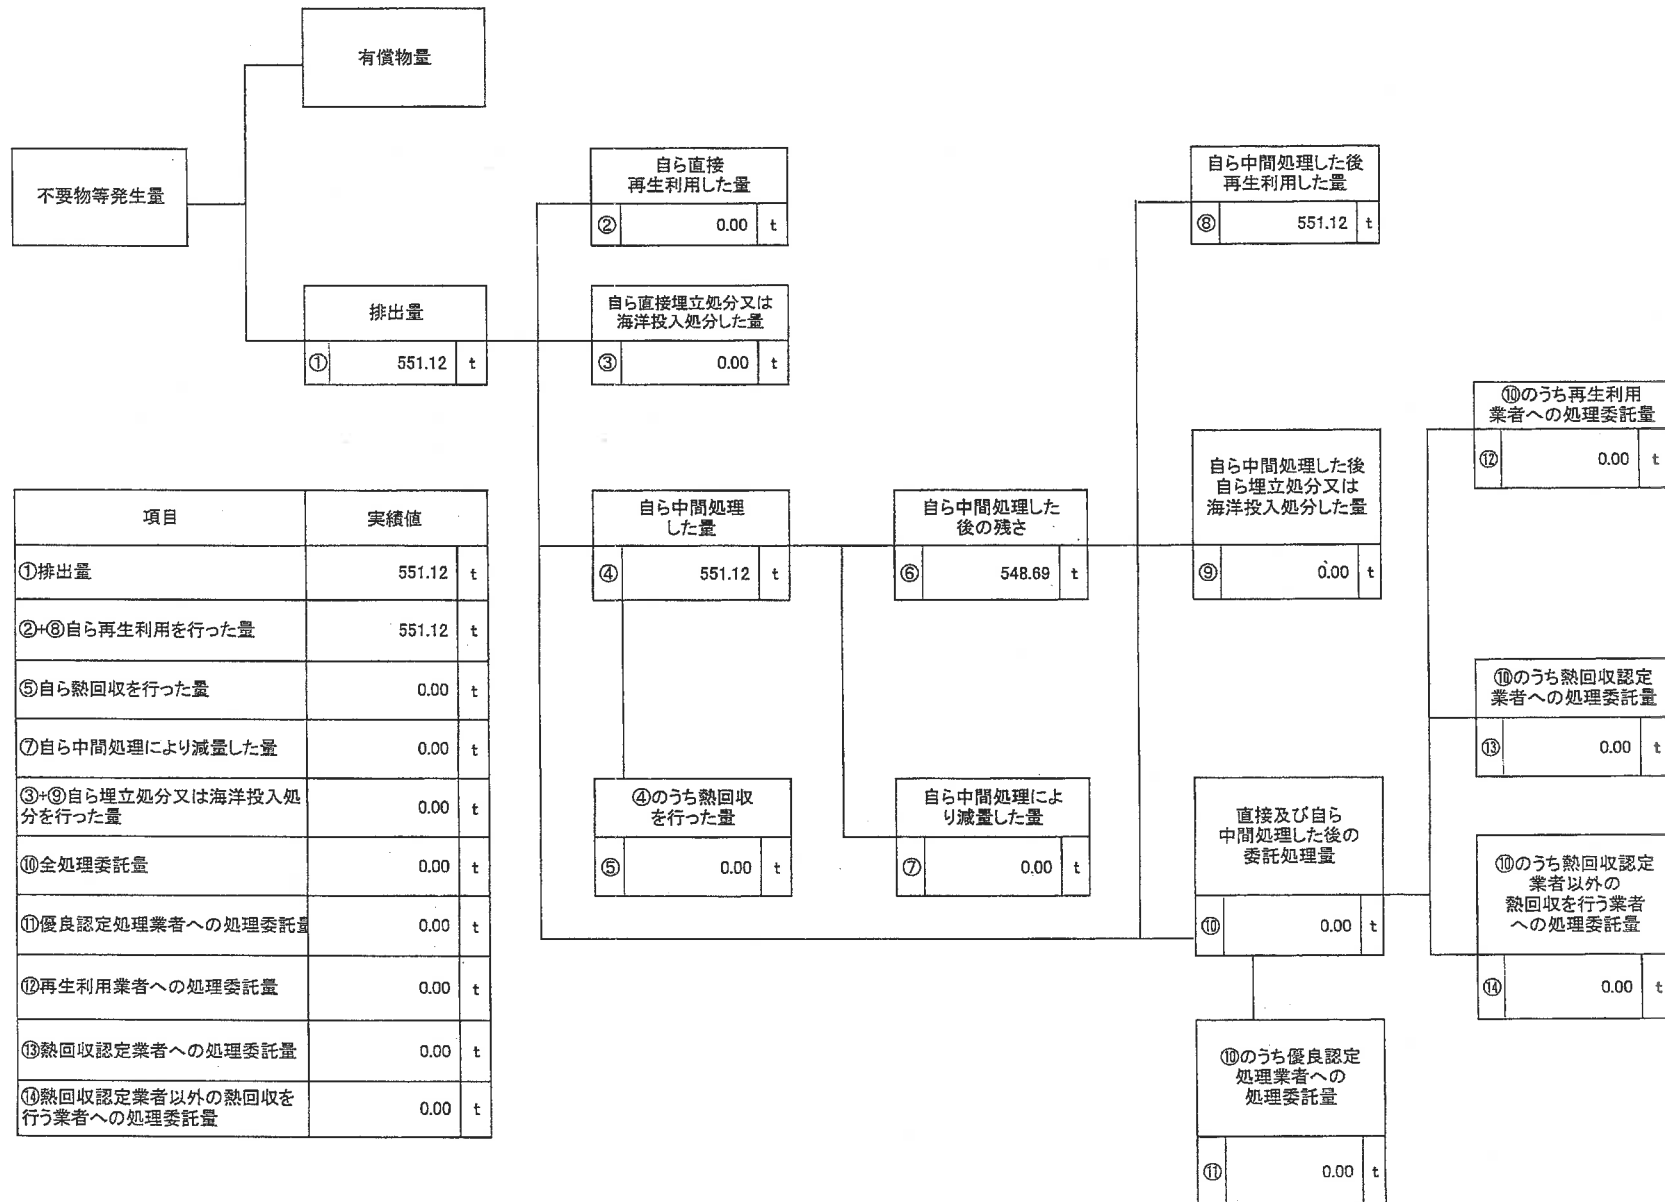 有償物量
不要物等発生量
排出量
① 551.12 t
自ら直接
再生利用した量
② 0.00 t
自ら直接埋立処分又は
海洋投入処分した量
③ 0.00 t
自ら中間処理
した量
④ 551.12 t
④のうち熱回収
を行った量
⑤ 0.00 t
自ら中間処理した
後の残さ
⑥ 548.69 t
自ら中間処理によ
り減量した量
⑦ 0.00 t
自ら中間処理した後
再生利用した量
⑧ 551.12 t
自ら中間処理した後
自ら埋立処分又は
海洋投入処分した量
⑨ 0.00 t
直接及び自ら
中間処理した後の
委託処理量
⑩ 0.00 t
⑩のうち優良認定
処理業者への
処理委託量
⑪ 0.00 t
⑩のうち再生利用
業者への処理委託量
⑫ 0.00 t
⑩のうち熱回収認定
業者への処理委託量
⑬ 0.00 t
⑩のうち熱回収認定
業者以外の
熱回収を行う業者
への処理委託量
⑭ 0.00 t
項目 実績値
①排出量 551.12 t
②+⑧自ら再生利用を行った量 551.12 t
⑤自ら熱回収を行った量 0.00 t
⑦自ら中間処理により減量した量 0.00 t
③+⑨自ら埋立処分又は海洋投入処
分を行った量 0.00 t
⑩全処理委託量 0.00 t
⑪優良認定処理業者への処理委託量 0.00 t
⑫再生利用業者への処理委託量 0.00 t
⑬熱回収認定業者への処理委託量 0.00 t
⑭熱回収認定業者以外の熱回収を
行う業者への処理委託量 0.00 t